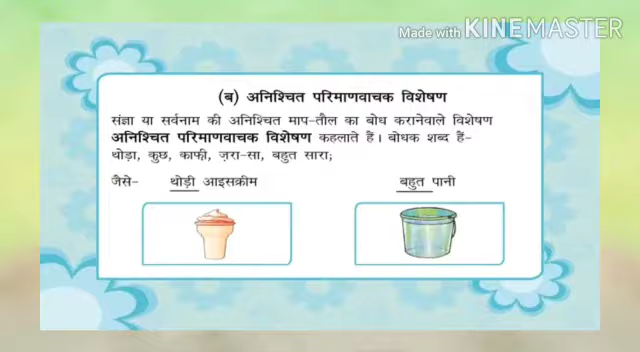 Made with KINEMASTER
(ब) अनिश्चित परिमाणवाचक विशेषण
संज्ञा या सर्वनाम की अनिश्चित माप-तौल का बोध करानेवाले विशेषण
अनिश्चित परिमाणवाचक विशेषण कहलाते हैं। बोधक शब्द हैं-
थोड़ा, कुछ, काफ़ी, ज़रा-सा, बहुत सारा;
जैसे- थोड़ी आइसक्रीम बहुत पानी